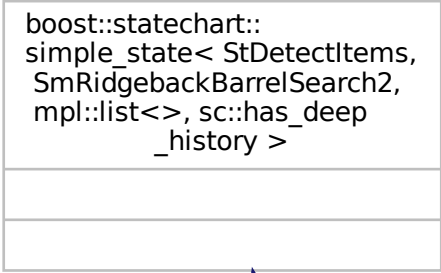 boost::statechart::
simple_state< StDetectItems,
SmRidgebackBarrelSearch2,
mpl::list<>, sc::has_deep
_history >